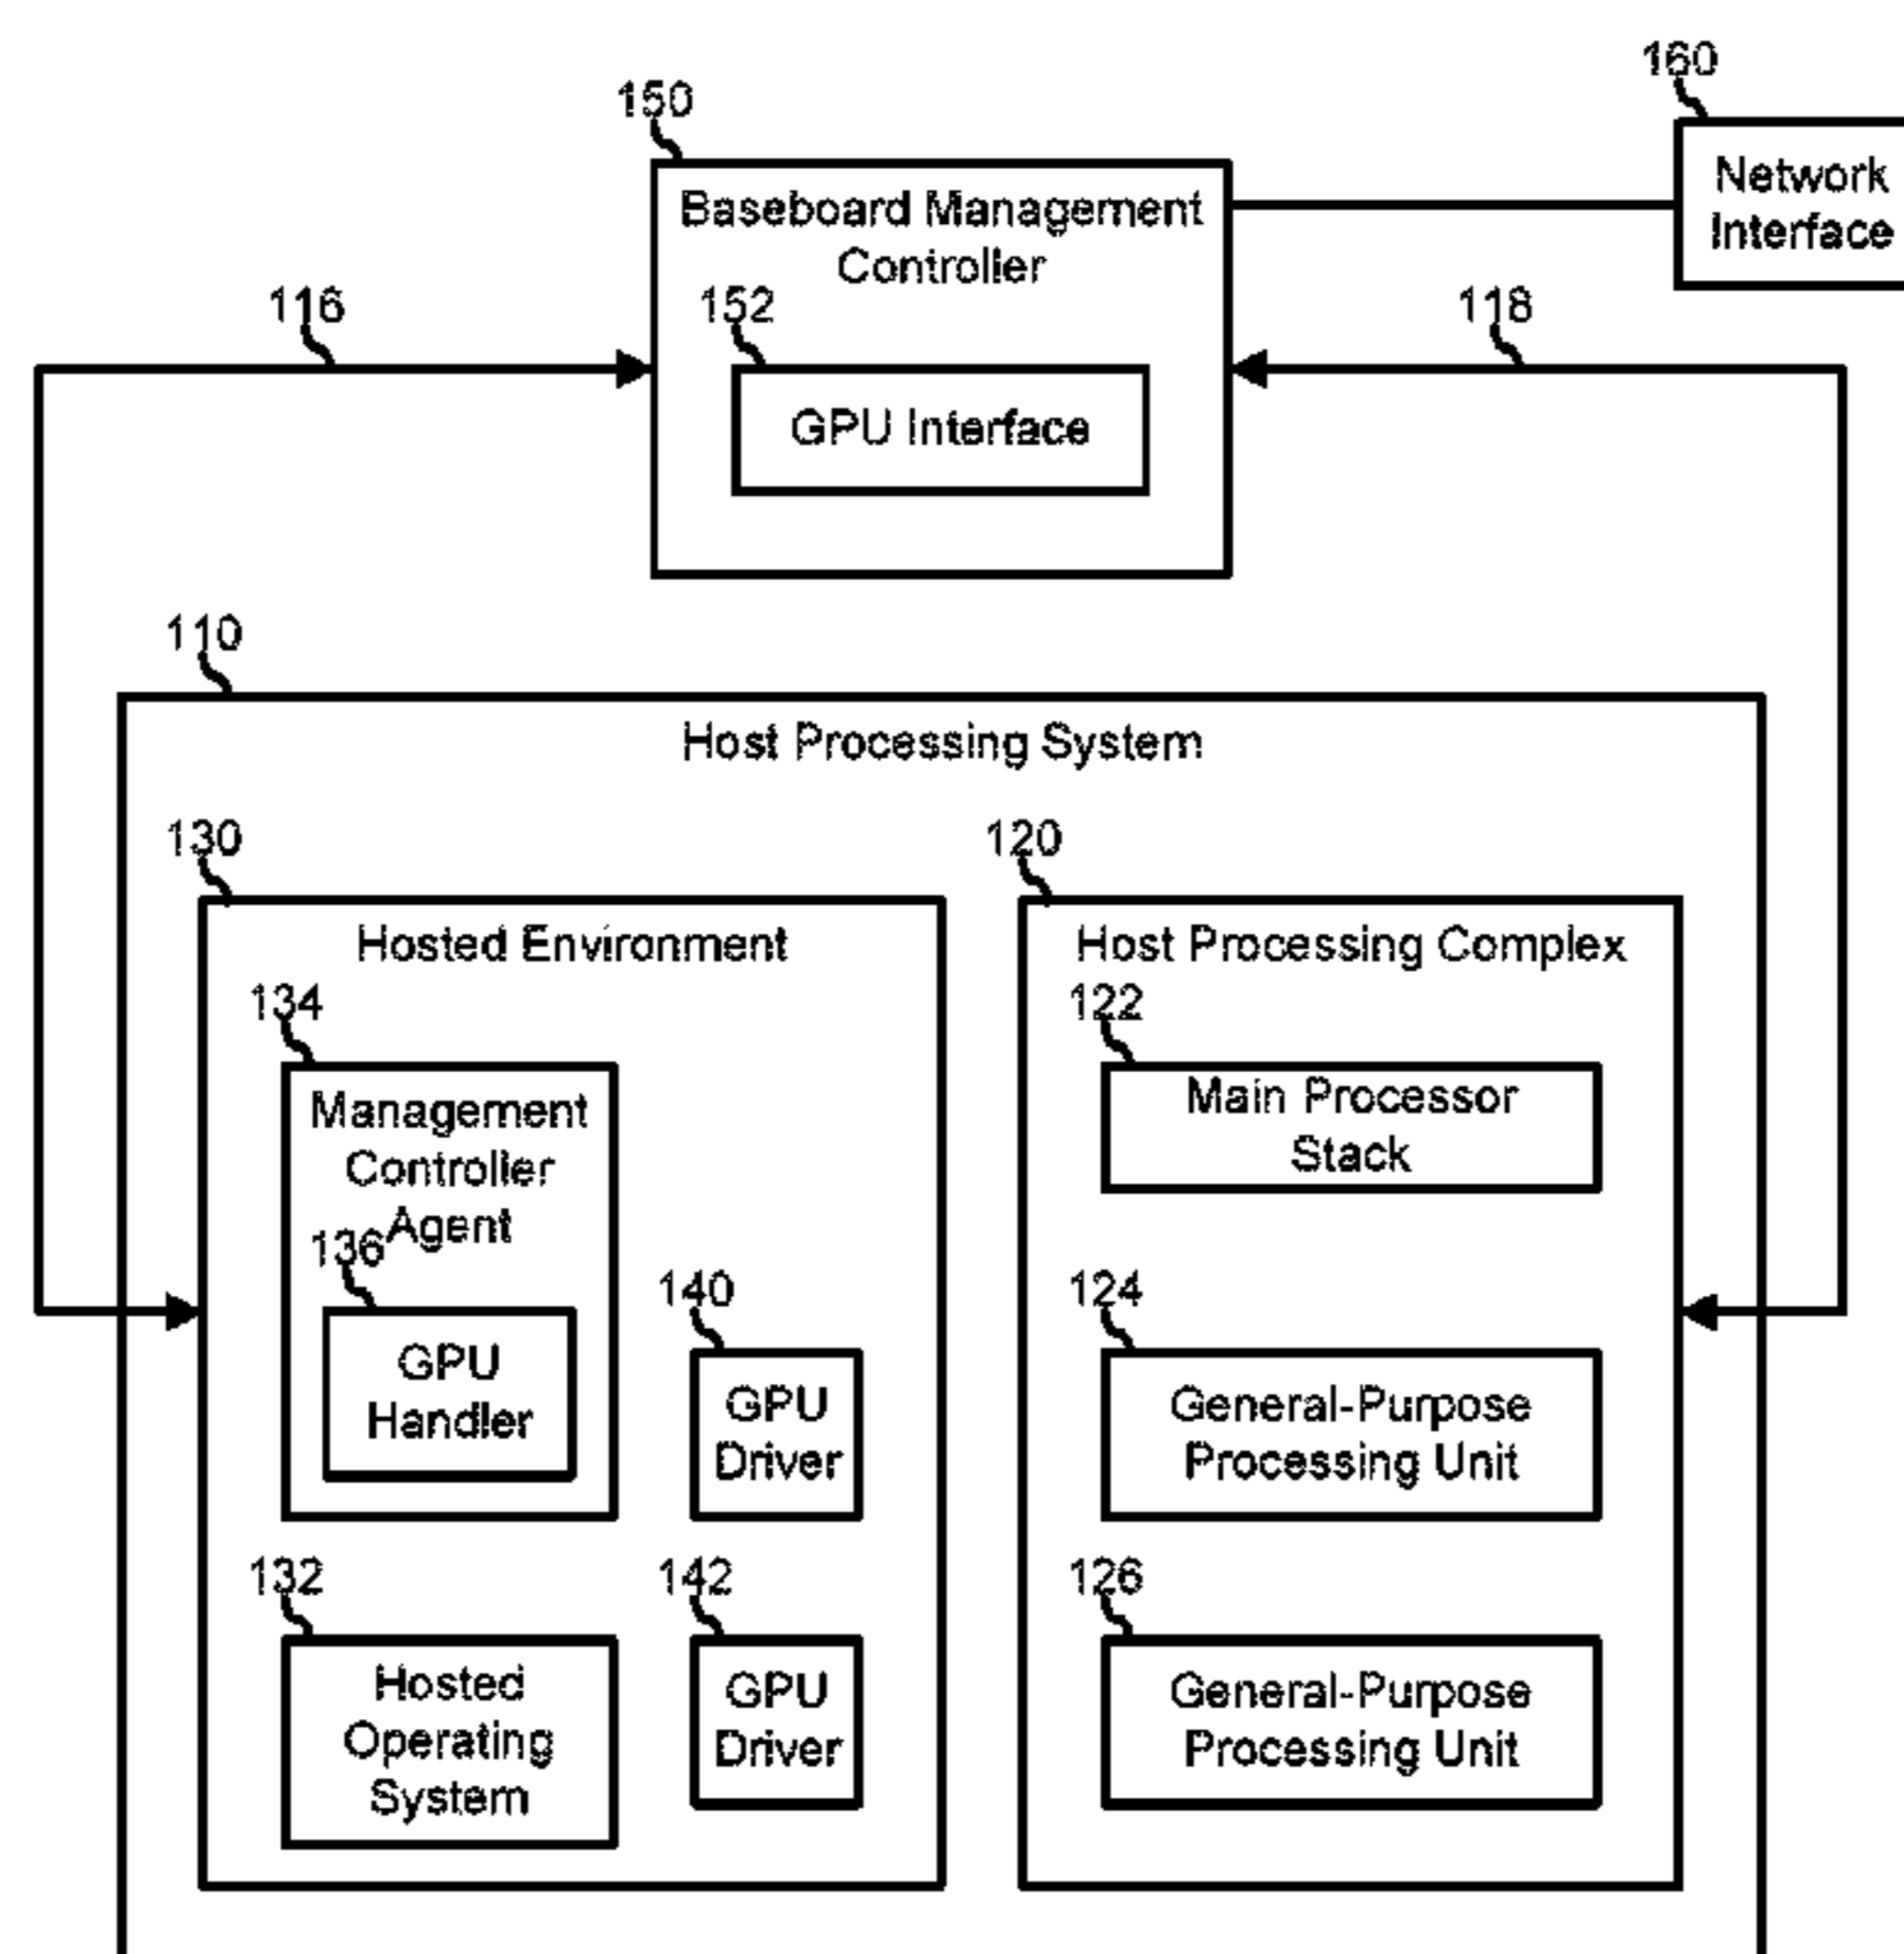 160
Network
Interface
150
Baseboard Management
Controller
152
GPU Interface
116
118
110
Host Processing System
130
Hosted Environment
134
Management
Controller
Agent
136
GPU
Handler
140
GPU
Driver
132
Hosted
Operating
System
142
GPU
Driver
120
Host Processing Complex
122
Main Processor
Stack
124
General-Purpose
Processing Unit
126
General-Purpose
Processing Unit